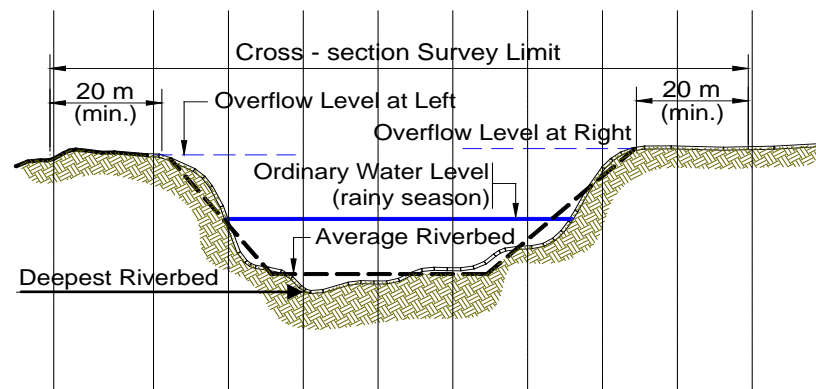 Cross - section Survey Limit
20 m
(min.)
20 m
(min.)
Overflow Level at Left
Overflow Level at Right
Ordinary Water Level
(rainy season)
Average Riverbed
Deepest Riverbed